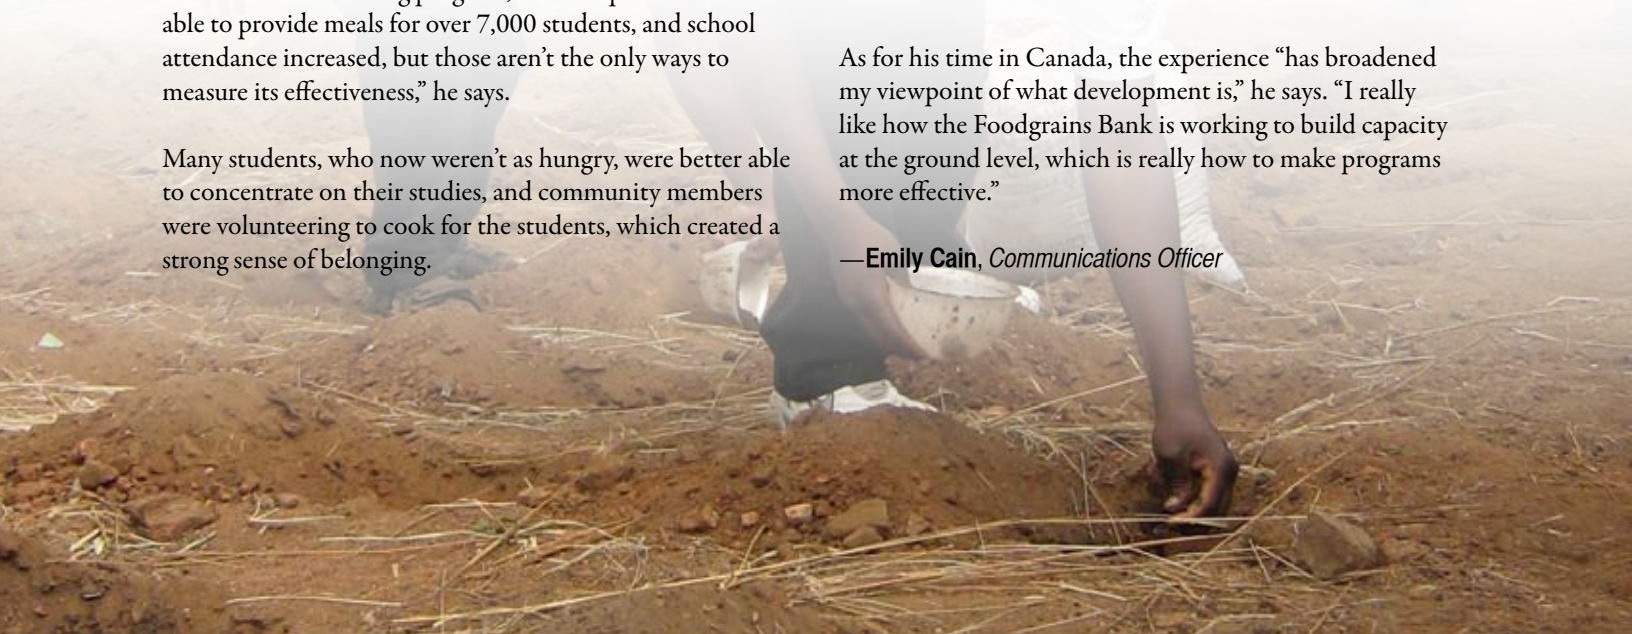 able to provide meals for over 7,000 students, and school
attendance increased, but those aren’t the only ways to
measure its effectiveness,” he says.
Many students, who now weren’t as hungry, were better able
to concentrate on their studies, and community members
were volunteering to cook for the students, which created a
strong sense of belonging.
As for his time in Canada, the experience “has broadened
my viewpoint of what development is,” he says. “I really
like how the Foodgrains Bank is working to build capacity
at the ground level, which is really how to make programs
more effective.”
—Emily Cain, Communications Officer